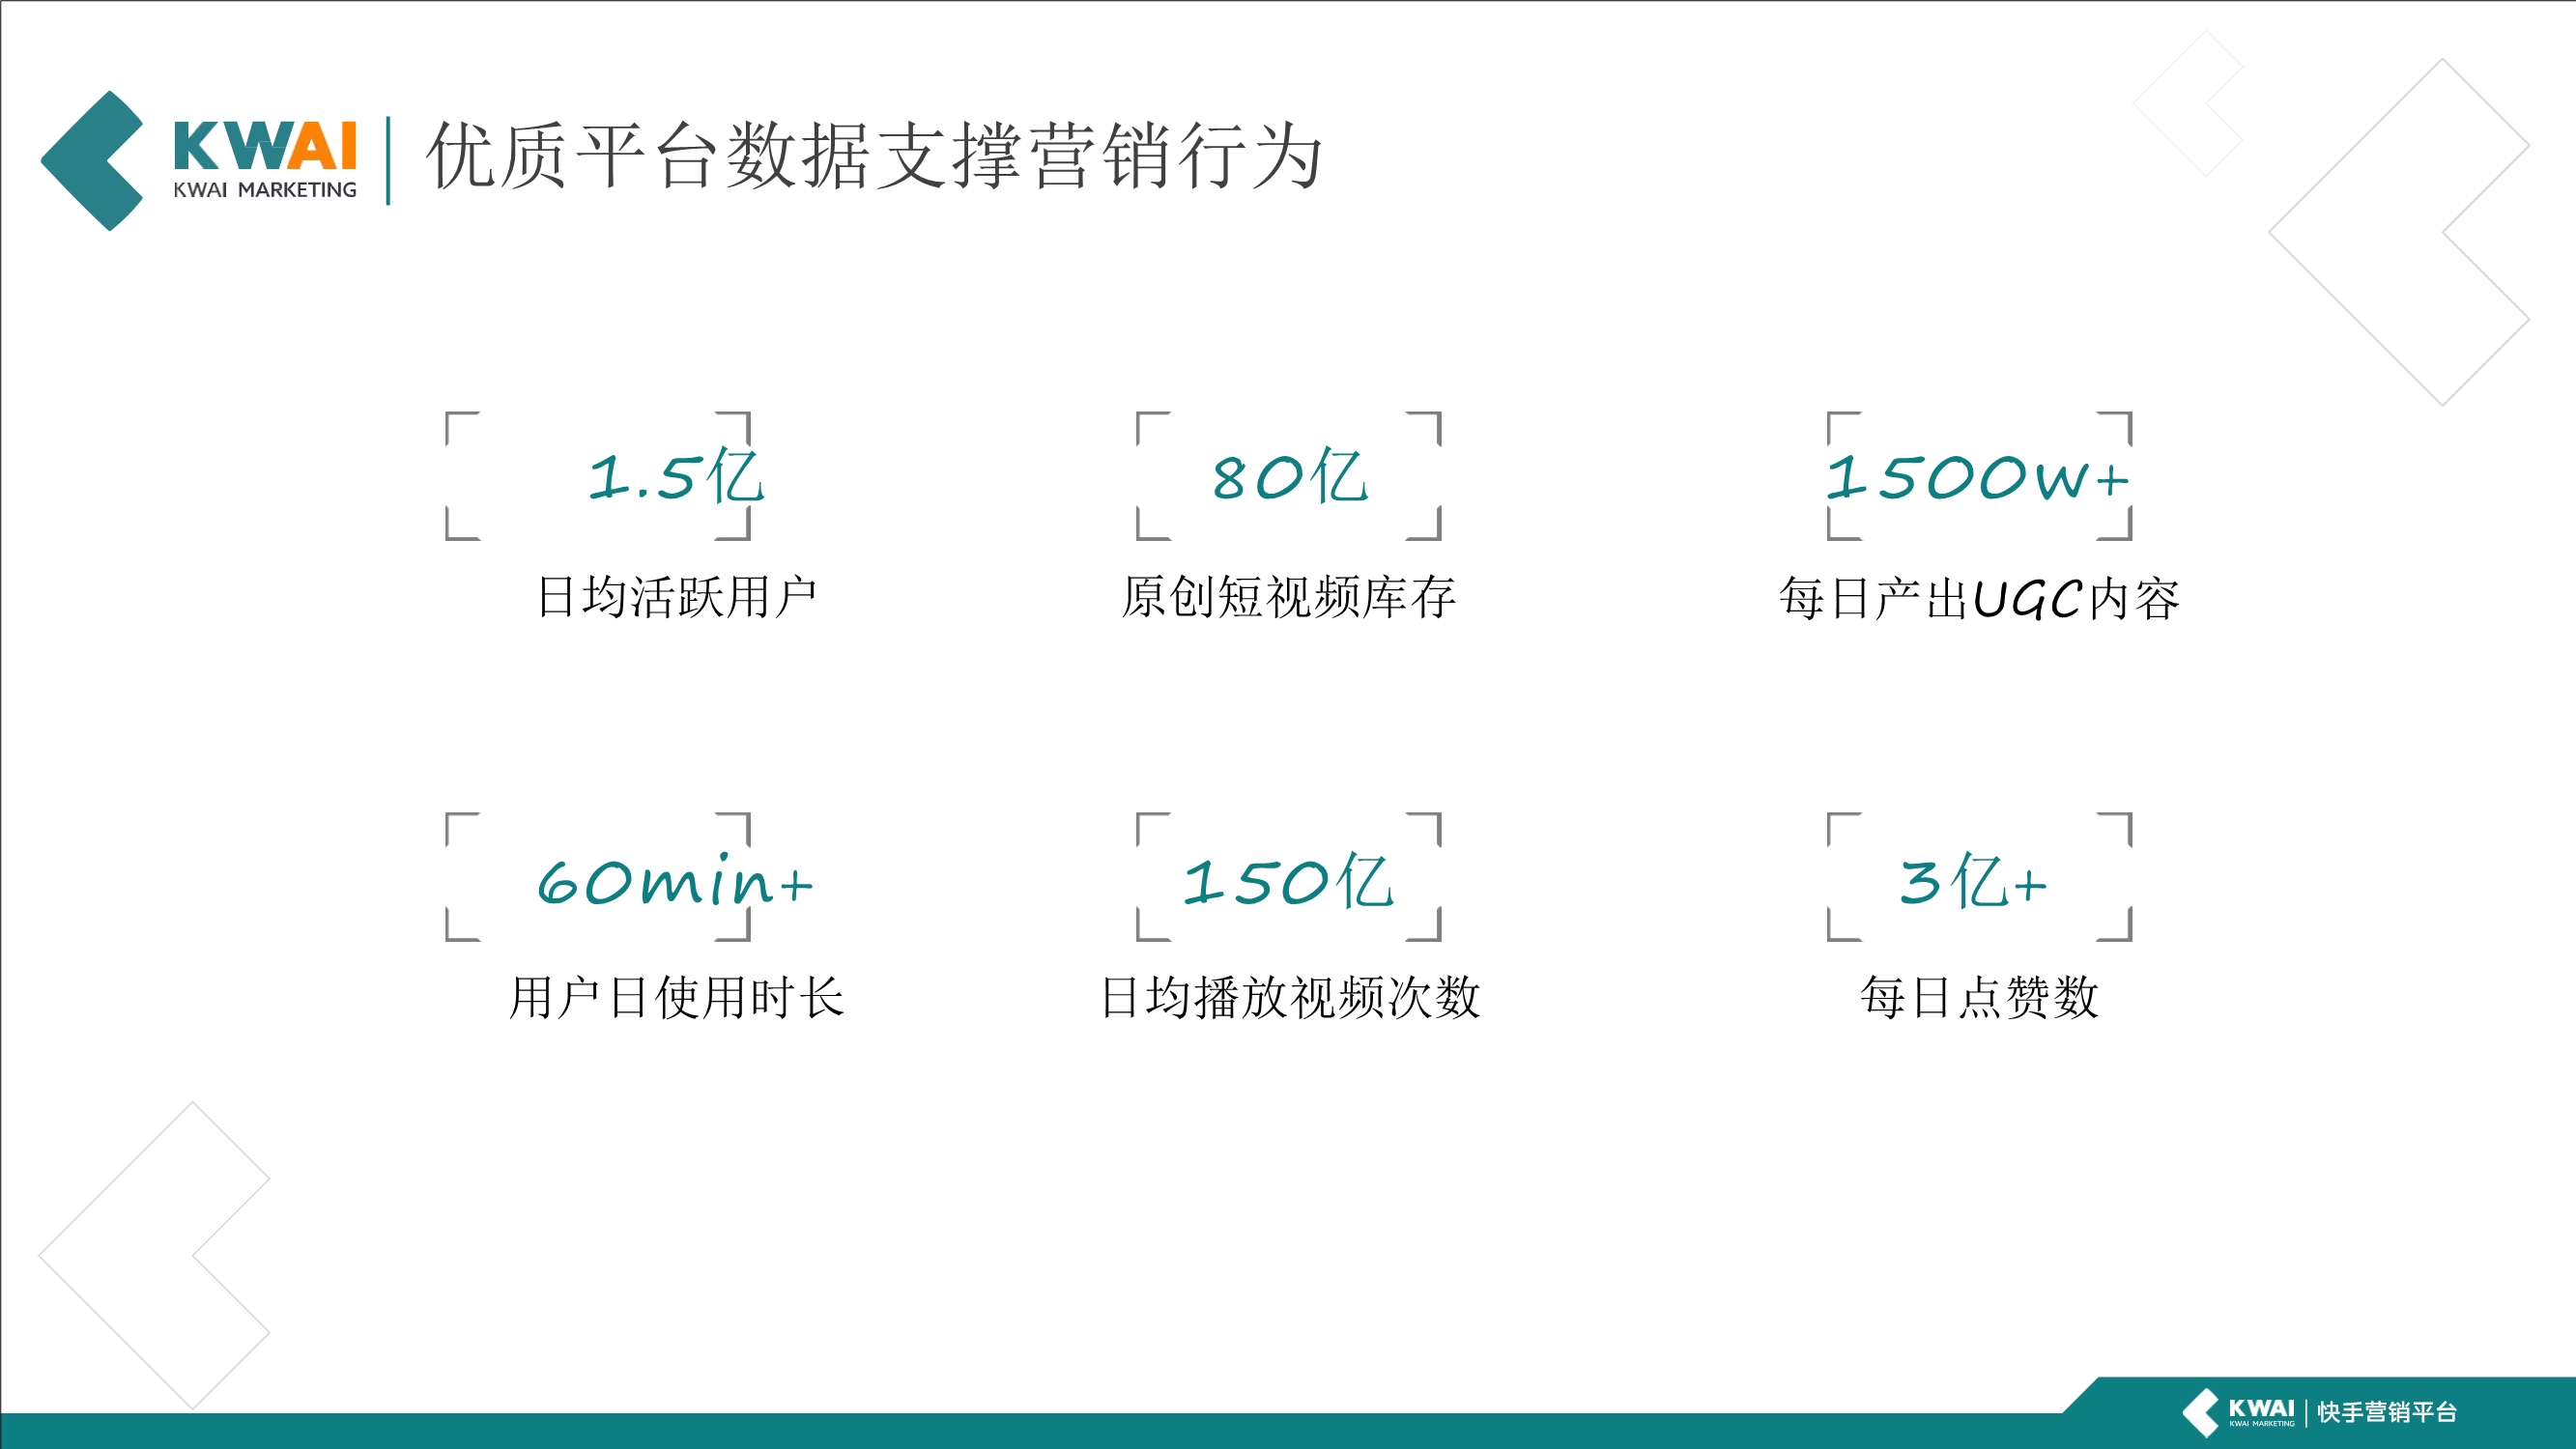 KWAI
KWAI MARKETING
优质平台数据支撑营销行为
1.5亿
日均活跃用户
80亿
原创短视频库存
1500w+
每日产出UGC内容
60min+
用户日使用时长
150亿
日均播放视频次数
3亿+
每日点赞数
KWAI
KWAI MARKETING
快手营销平台